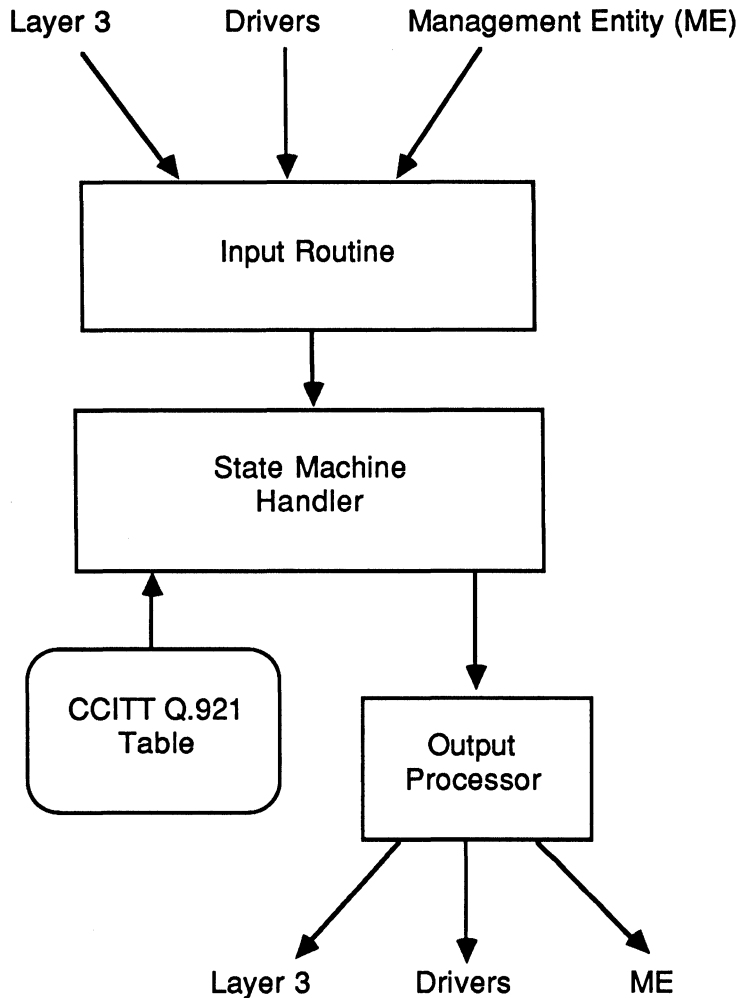 Layer 3 Drivers Management Entity (ME)
Input Routine
State Machine
Handler
CCITT Q.921
Table
Output
Processor
Layer 3 Drivers ME